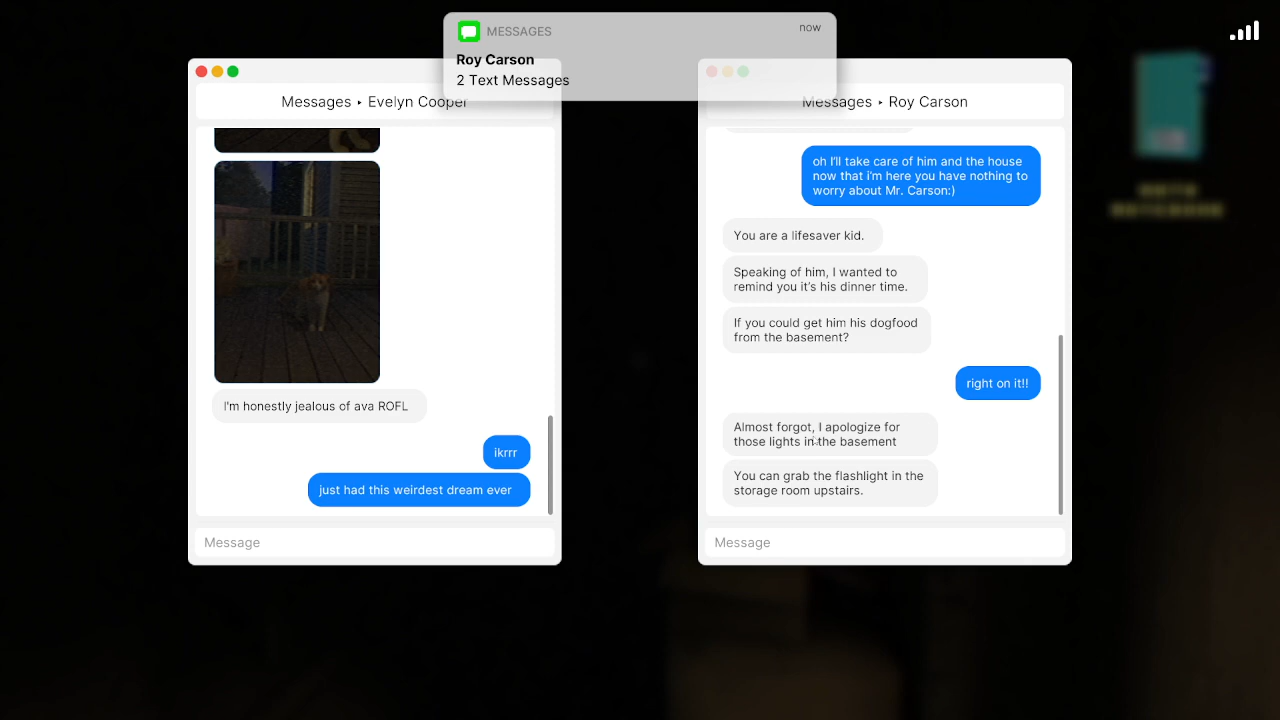 MESSAGES
now
Roy Carson
2 Text Messages
Messages ▸ Evelyn Cooper
I'm honestly jealous of ava ROFL
ikrrr
just had this weirdest dream ever
Message
Messages ▸ Roy Carson
oh I'll take care of him and the house
now that i'm here you have nothing to
worry about Mr. Carson:)
You are a lifesaver kid.
Speaking of him, I wanted to
remind you it's his dinner time.
If you could get him his dogfood
from the basement?
right on it!!
Almost forgot, I apologize for
those lights in the basement
You can grab the flashlight in the
storage room upstairs.
Message